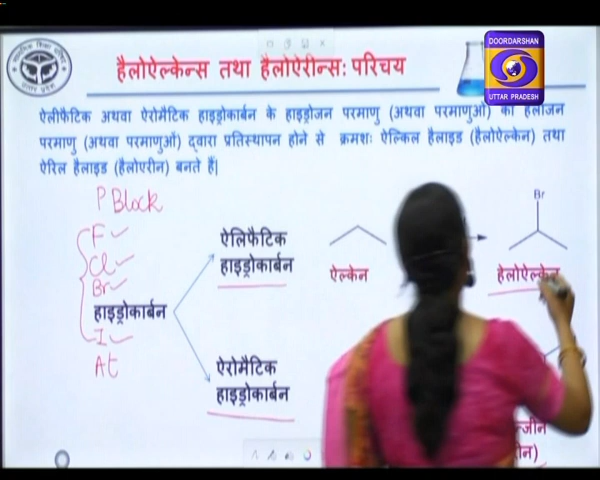 DOORDARSHAN
UTTAR PRADESH
हैलोऐल्केन्स तथा हैलोऐरीन्स: परिचय
ऐलीफैटिक अथवा ऐरोमैटिक हाइड्रोकार्बन के हाइड्रोजन परमाणु (अथवा परमाणुओं) का हैलोजन
परमाणु (अथवा परमाणुओं) द्वारा प्रतिस्थापन होने से क्रमश: ऐल्किल हैलाइड (हैलोऐल्केन) तथा
ऐरिल हैलाइड (हैलोएरीन) बनते हैं|
P Block
F
Cl
Br
I
At
हाइड्रोकार्बन
ऐलिफैटिक
हाइड्रोकार्बन
ऐल्केन
Br
हेलोऐल्केन
ऐरोमैटिक
हाइड्रोकार्बन